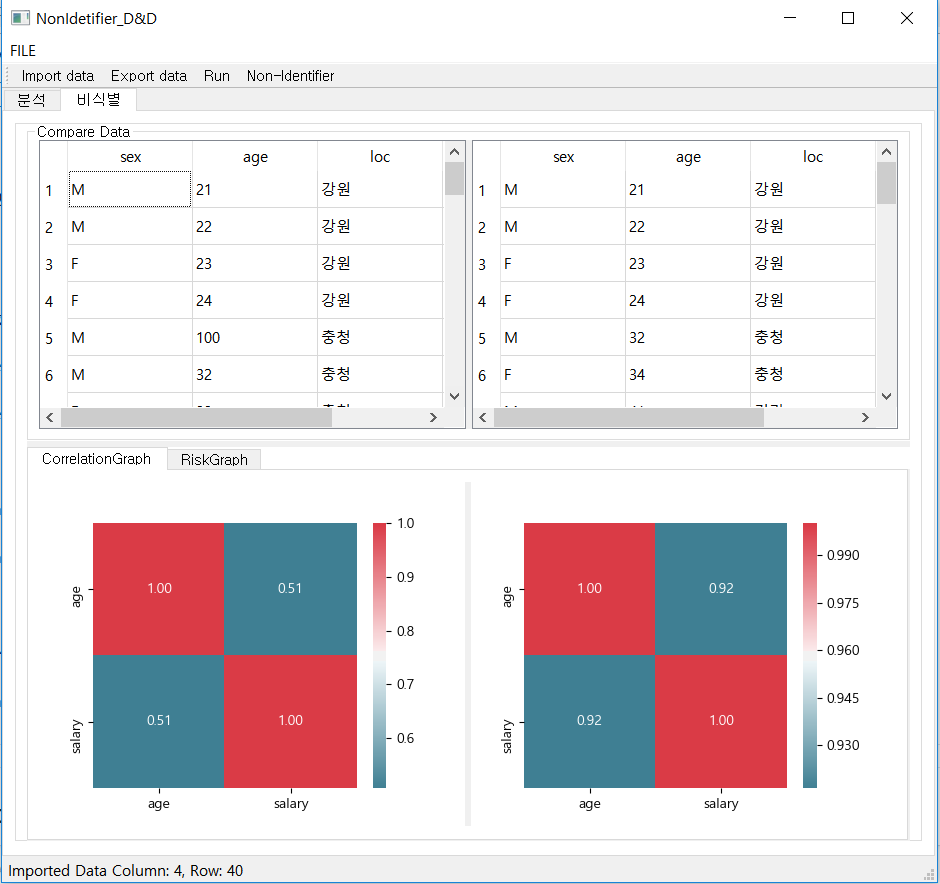 NonIdetifier_D&D
FILE
Import data Export data Run Non-Identifier
분석 비식별
Compare Data
sex age loc
1 M 21 강원
2 M 22 강원
3 F 23 강원
4 F 24 강원
5 M 100 충청
6 M 32 충청
sex age loc
1 M 21 강원
2 M 22 강원
3 F 23 강원
4 F 24 강원
5 M 32 충청
6 F 34 충청
CorrelationGraph RiskGraph
age
salary
1.00 0.51
0.51 1.00
age salary
1.0
0.9
0.8
0.7
0.6
age
salary
1.00 0.92
0.92 1.00
age salary
0.990
0.975
0.960
0.945
0.930
Imported Data Column: 4, Row: 40